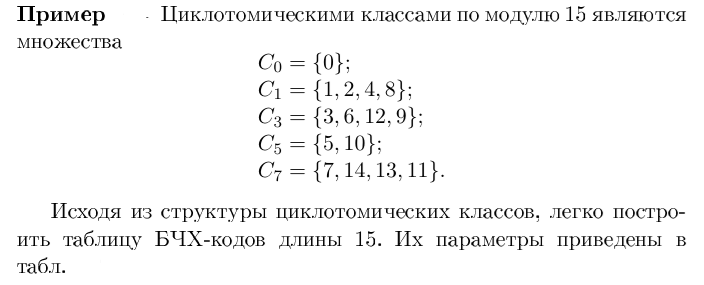 Пример Циклотомическими классами по модулю 15 являются
множества
C₀ = {0};
C₁ = {1, 2, 4, 8};
C₃ = {3, 6, 12, 9};
C₅ = {5, 10};
C₇ = {7, 14, 13, 11}.
Исходя из структуры циклотомических классов, легко постро-
ить таблицу БЧХ-кодов длины 15. Их параметры приведены в
табл.